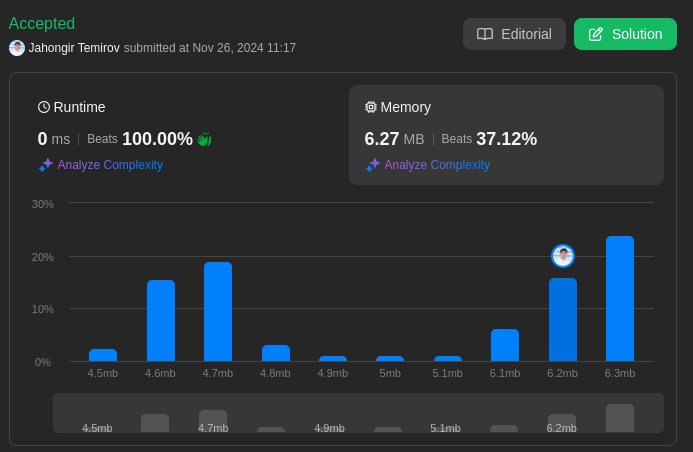 Accepted
Jahongir Temirov submitted at Nov 26, 2024 11:17
Editorial
Solution
Runtime
0 ms Beats 100.00%
Analyze Complexity
Memory
6.27 MB Beats 37.12%
Analyze Complexity
30%
20%
10%
0%
4.5mb 4.6mb 4.7mb 4.8mb 4.9mb 5mb 5.1mb 6.1mb 6.2mb 6.3mb
4.5mb 4.7mb 4.9mb 5.1mb 6.2mb